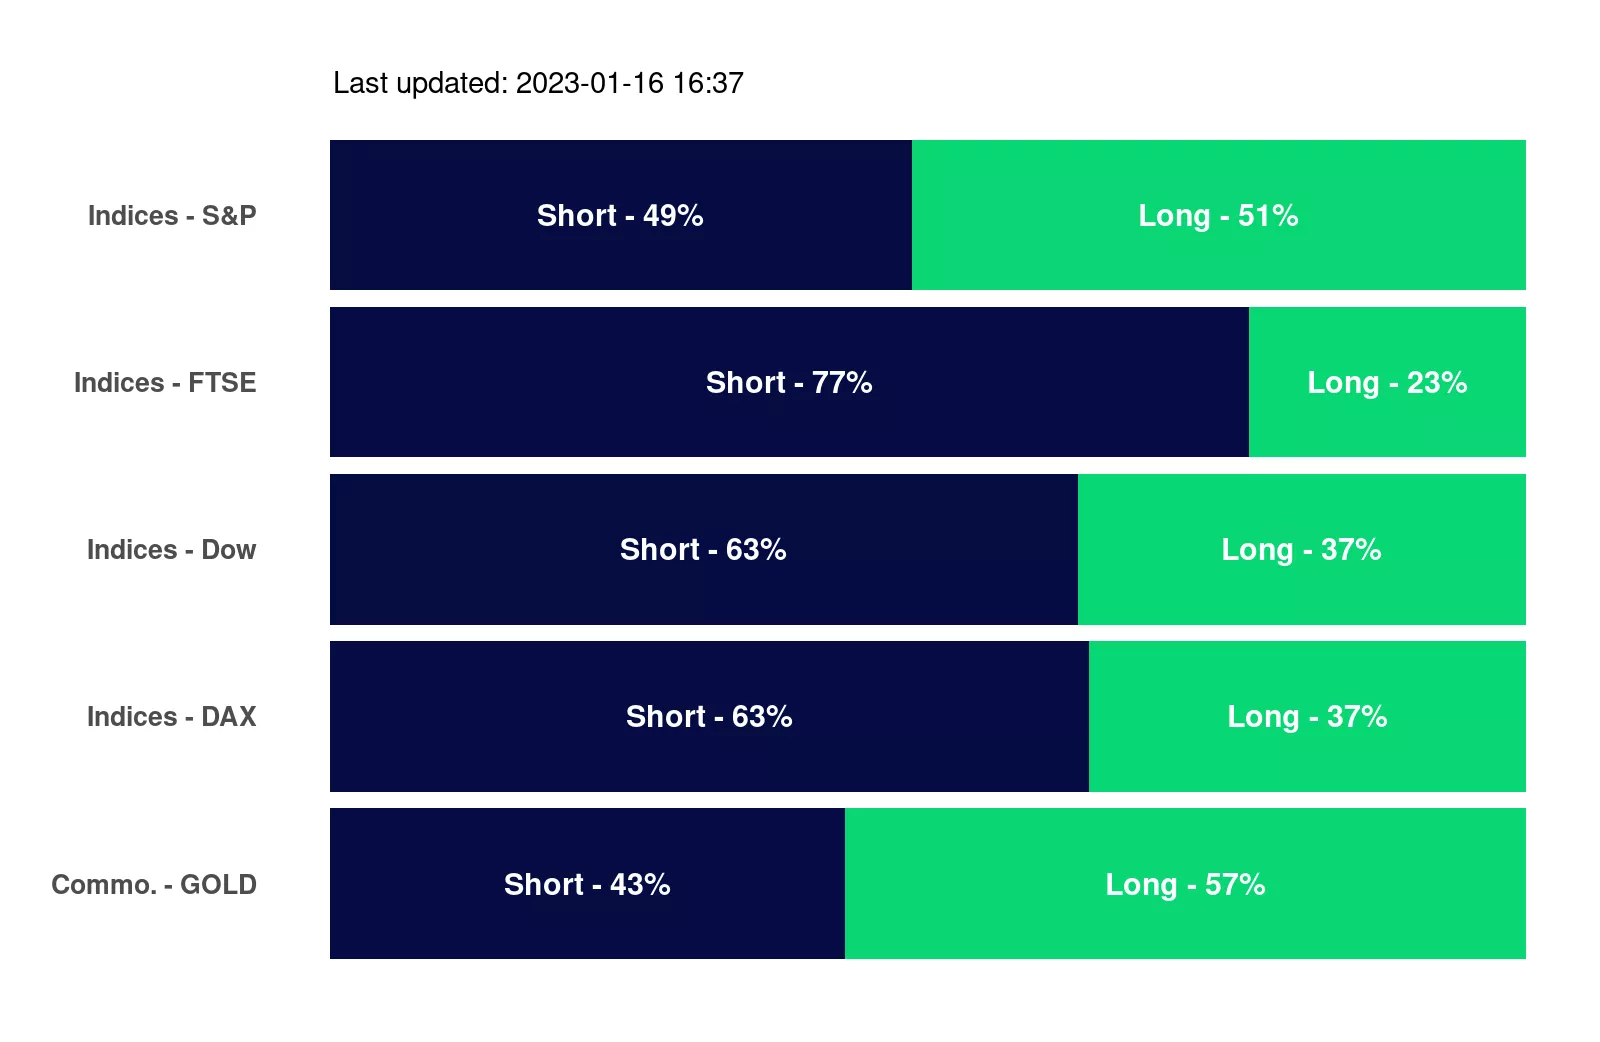 Last updated: 2023-01-16 16:37
Indices - S&P Short - 49% Long - 51%
Indices - FTSE Short - 77% Long - 23%
Indices - Dow Short - 63% Long - 37%
Indices - DAX Short - 63% Long - 37%
Commo. - GOLD Short - 43% Long - 57%